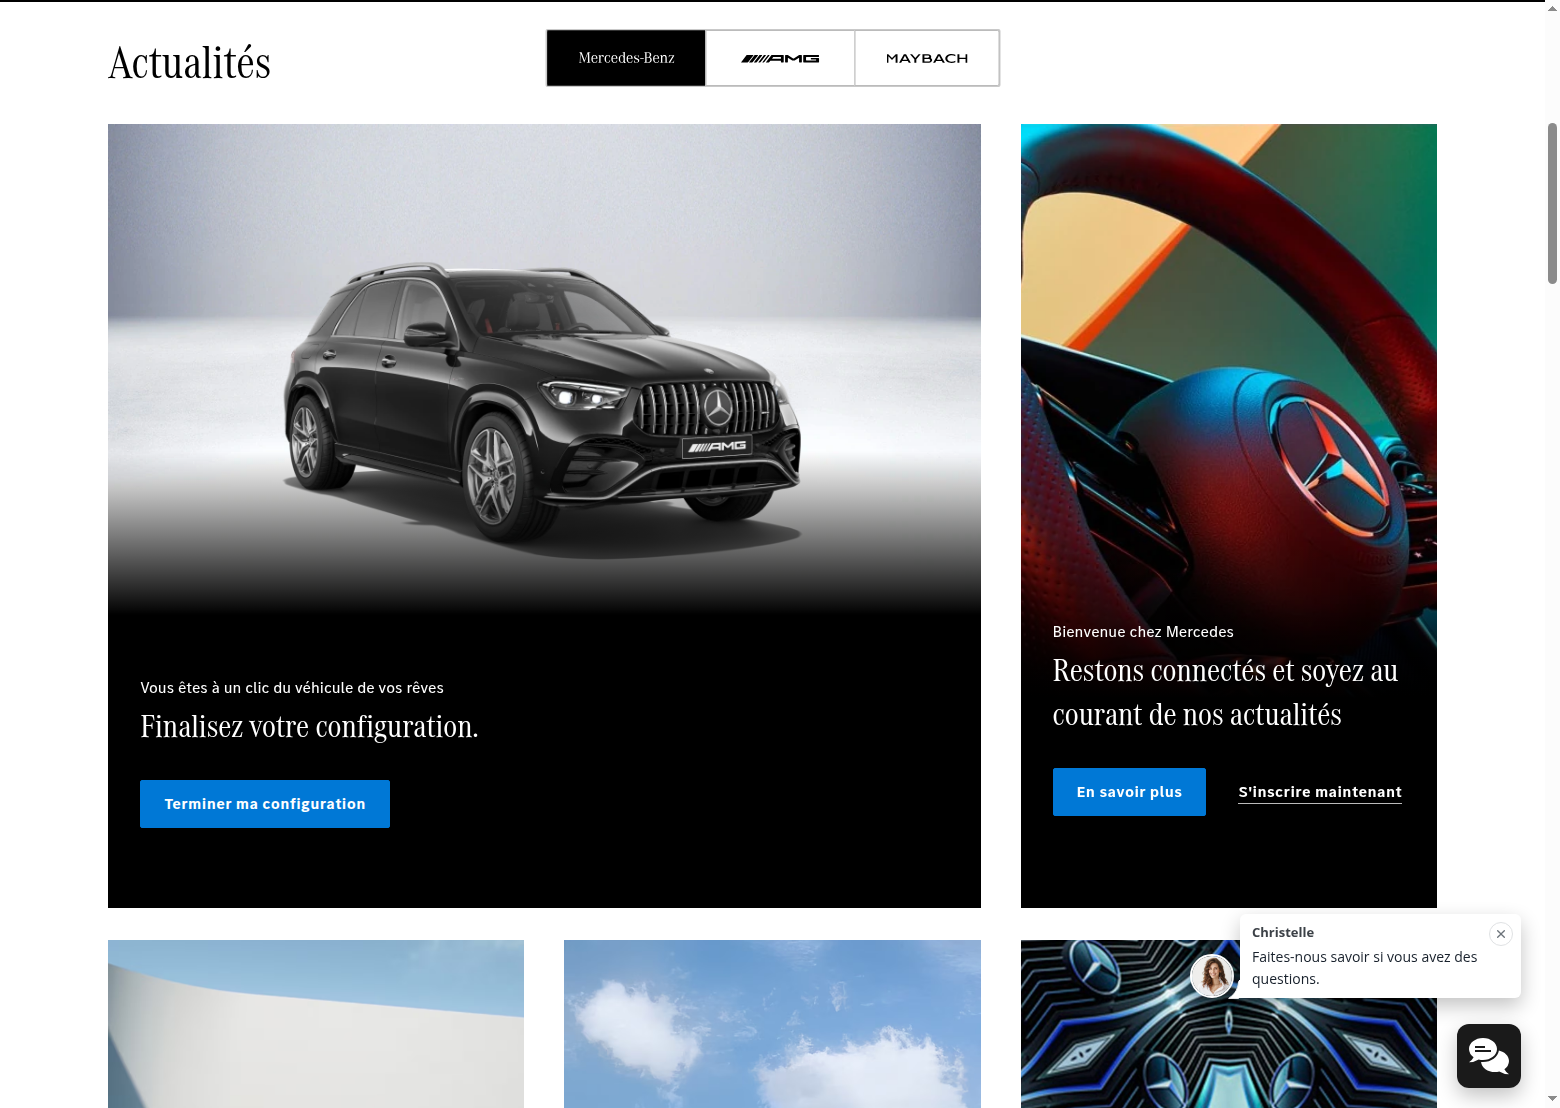 Actualités
Mercedes-Benz
AMG
MAYBACH
AMG
Vous êtes à un clic du véhicule de vos rêves
Finalisez votre configuration.
Terminer ma configuration
Bienvenue chez Mercedes
Restons connectés et soyez au
courant de nos actualités
En savoir plus
S'inscrire maintenant
Christelle
Faites-nous savoir si vous avez des
questions.